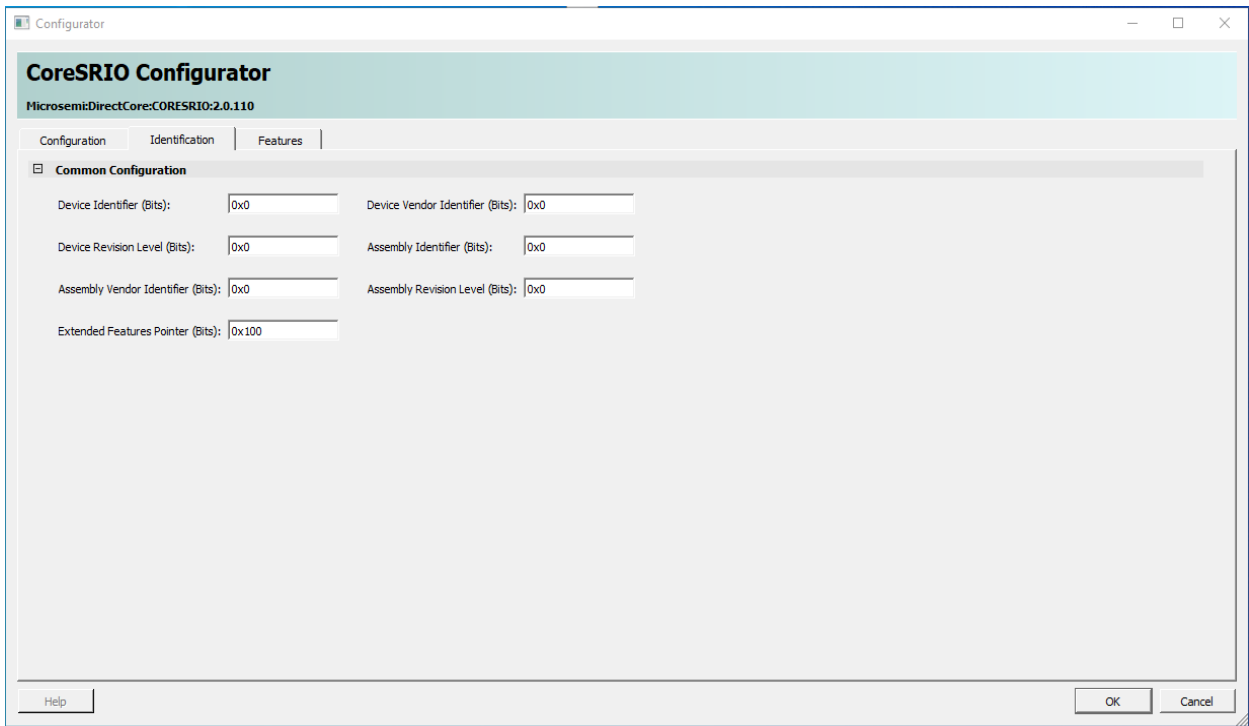 Configurator
CoreSRIO Configurator
Microsemi:DirectCore:CORESRIO:2.0.110
Configuration Identification Features
Common Configuration
Device Identifier (Bits): 0x0 Device Vendor Identifier (Bits): 0x0
Device Revision Level (Bits): 0x0 Assembly Identifier (Bits): 0x0
Assembly Vendor Identifier (Bits): 0x0 Assembly Revision Level (Bits): 0x0
Extended Features Pointer (Bits): 0x100
Help OK Cancel